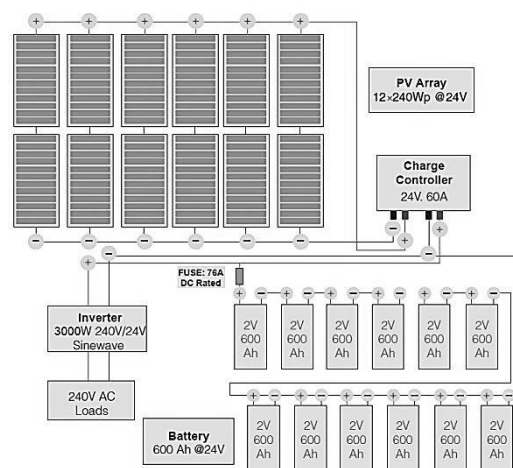 + + + + + +
PV Array
12×240Wp @24V
Charge
Controller
24V, 60A
− + − +
− − − − − −
− −
+ +
FUSE: 76A
DC Rated
Inverter
3000W 240V/24V
Sinewave
240V AC
Loads
+ − + − + − + − + − + −
2V 2V 2V 2V 2V 2V
600 600 600 600 600 600
Ah Ah Ah Ah Ah Ah
+ − + − + − + − + − + −
2V 2V 2V 2V 2V 2V
600 600 600 600 600 600
Ah Ah Ah Ah Ah Ah
Battery
600 Ah @24V